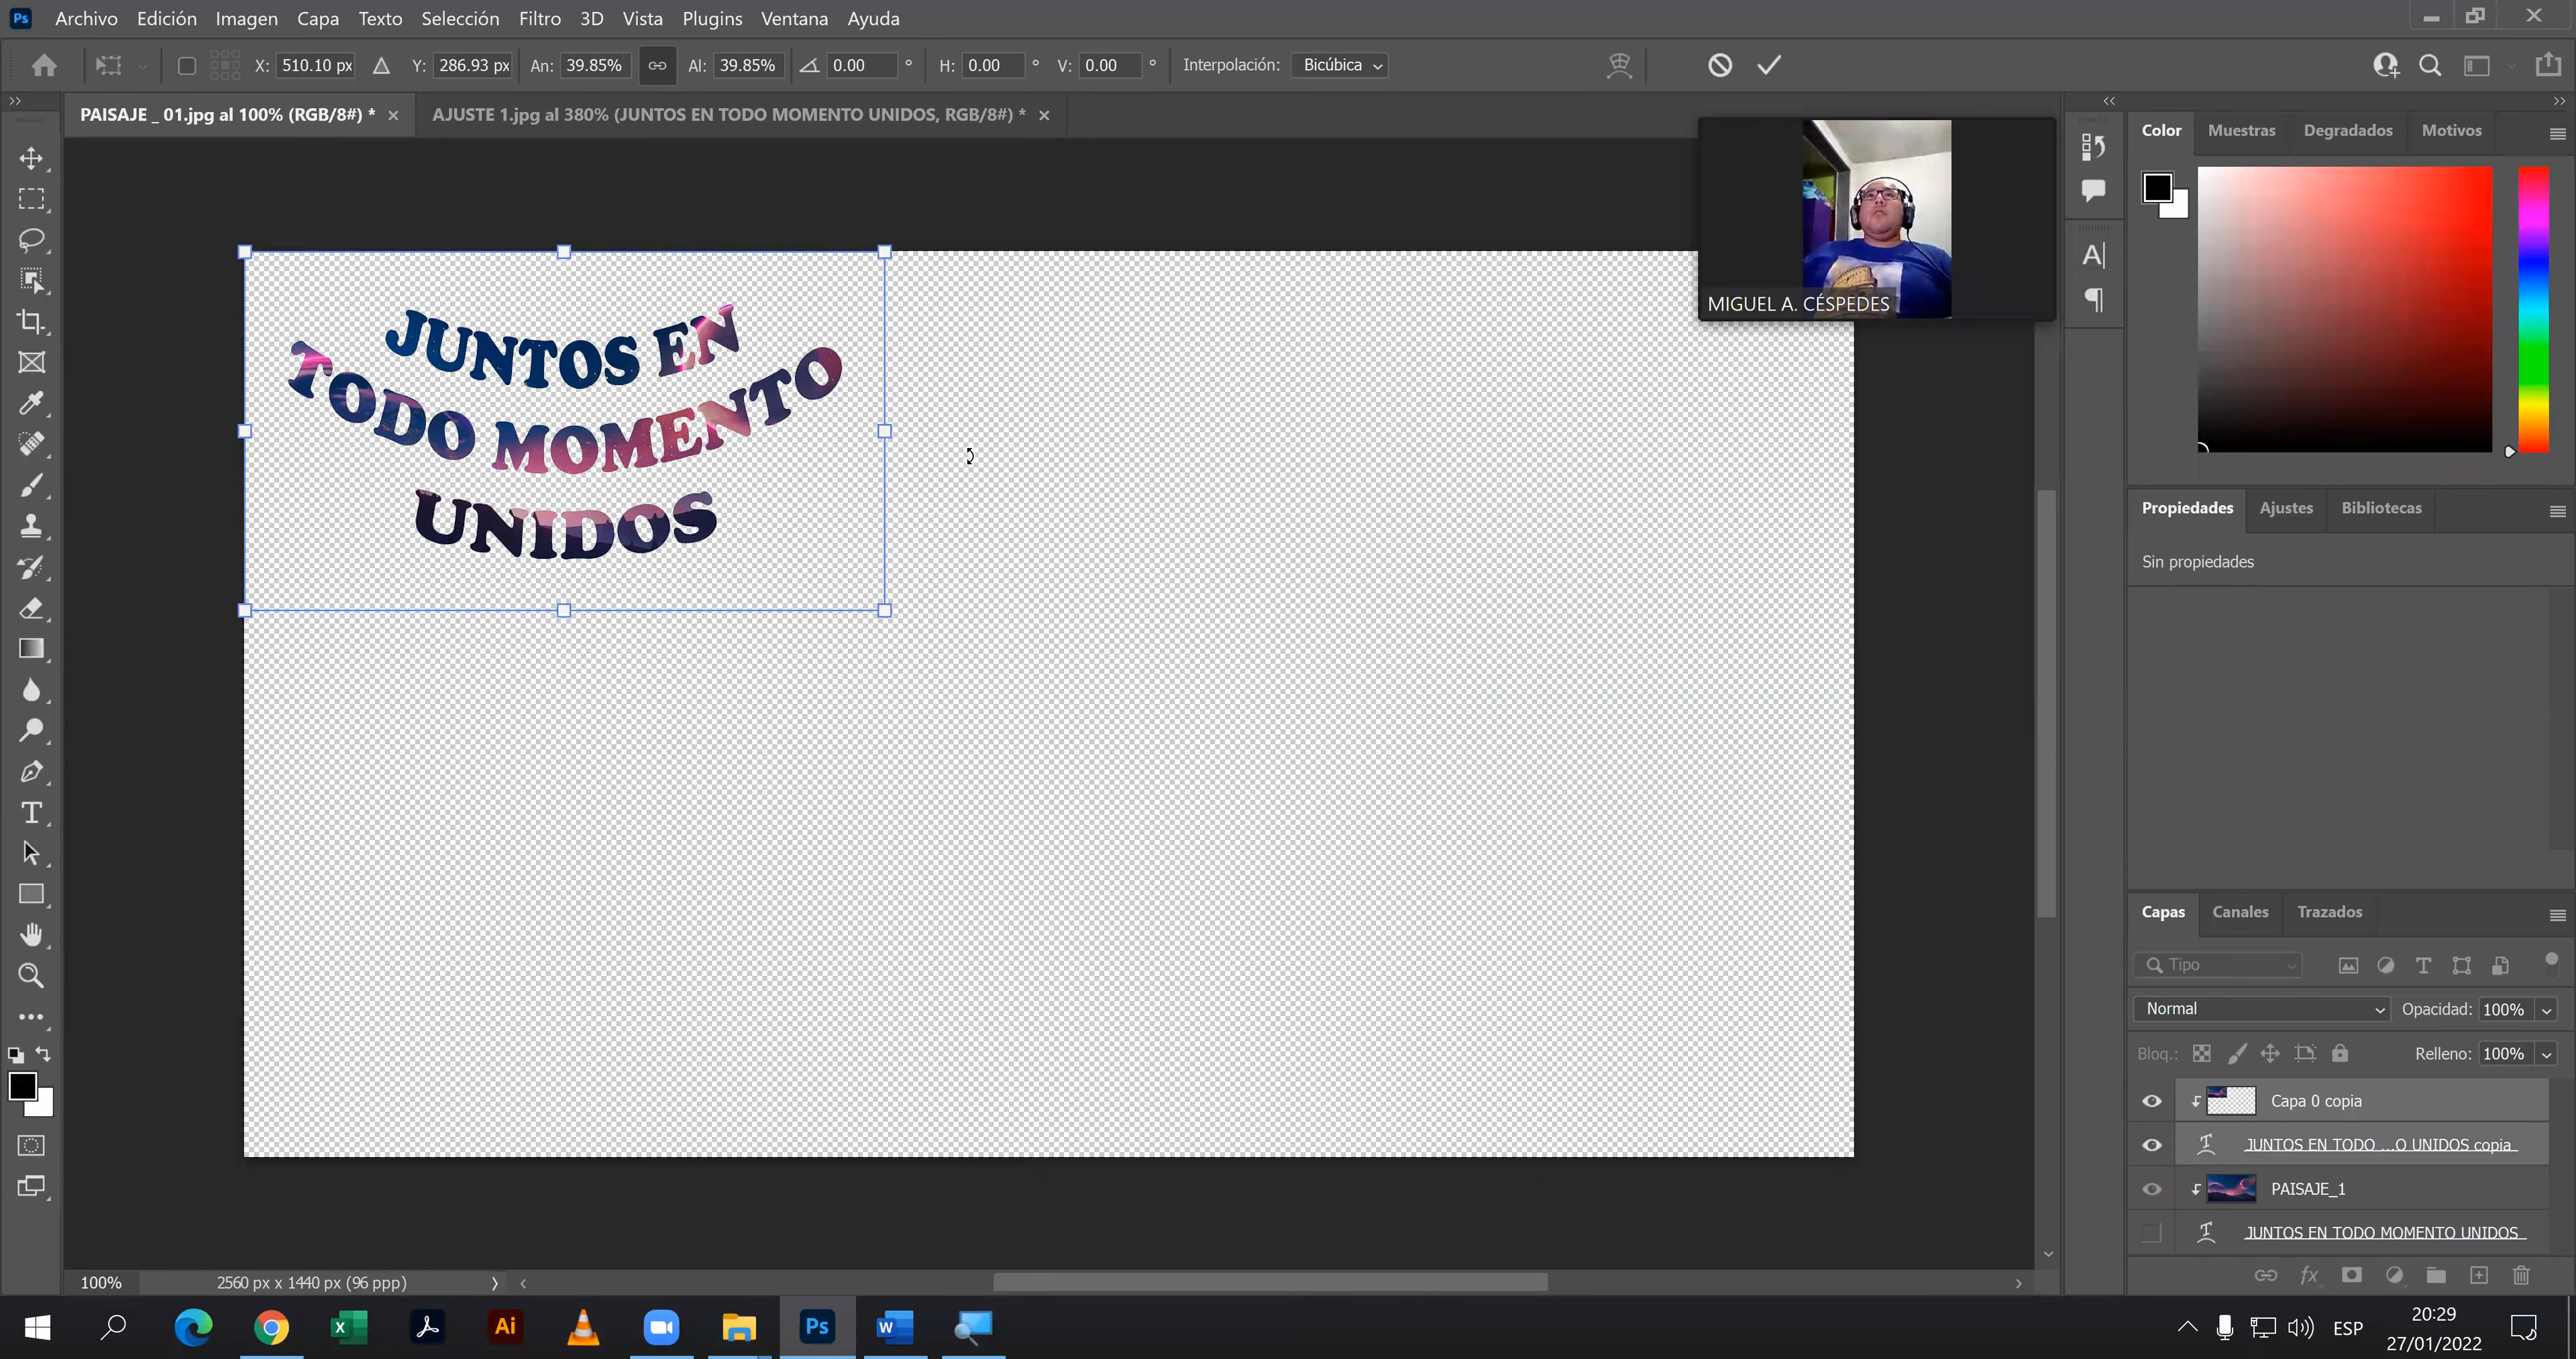 Ps Archivo Edición Imagen Capa Texto Selección Filtro 3D Vista Plugins Ventana Ayuda
X: 510.10 px Y: 286.93 px An: 39.85% Al: 39.85% 0.00 ° H: 0.00 ° V: 0.00 ° Interpolación: Bicúbica
PAISAJE _ 01.jpg al 100% (RGB/8#) * × AJUSTE 1.jpg al 380% (JUNTOS EN TODO MOMENTO UNIDOS, RGB/8#) * ×
JUNTOS EN
TODO MOMENTO
UNIDOS
MIGUEL A. CÉSPEDES
Color Muestras Degradados Motivos
Propiedades Ajustes Bibliotecas
Sin propiedades
Capas Canales Trazados
Tipo
Normal Opacidad: 100%
Bloq.: Relleno: 100%
Capa 0 copia
JUNTOS EN TODO ...O UNIDOS copia
PAISAJE_1
JUNTOS EN TODO MOMENTO UNIDOS
100% 2560 px x 1440 px (96 ppp)
Ai Ps W ESP 20:29
27/01/2022